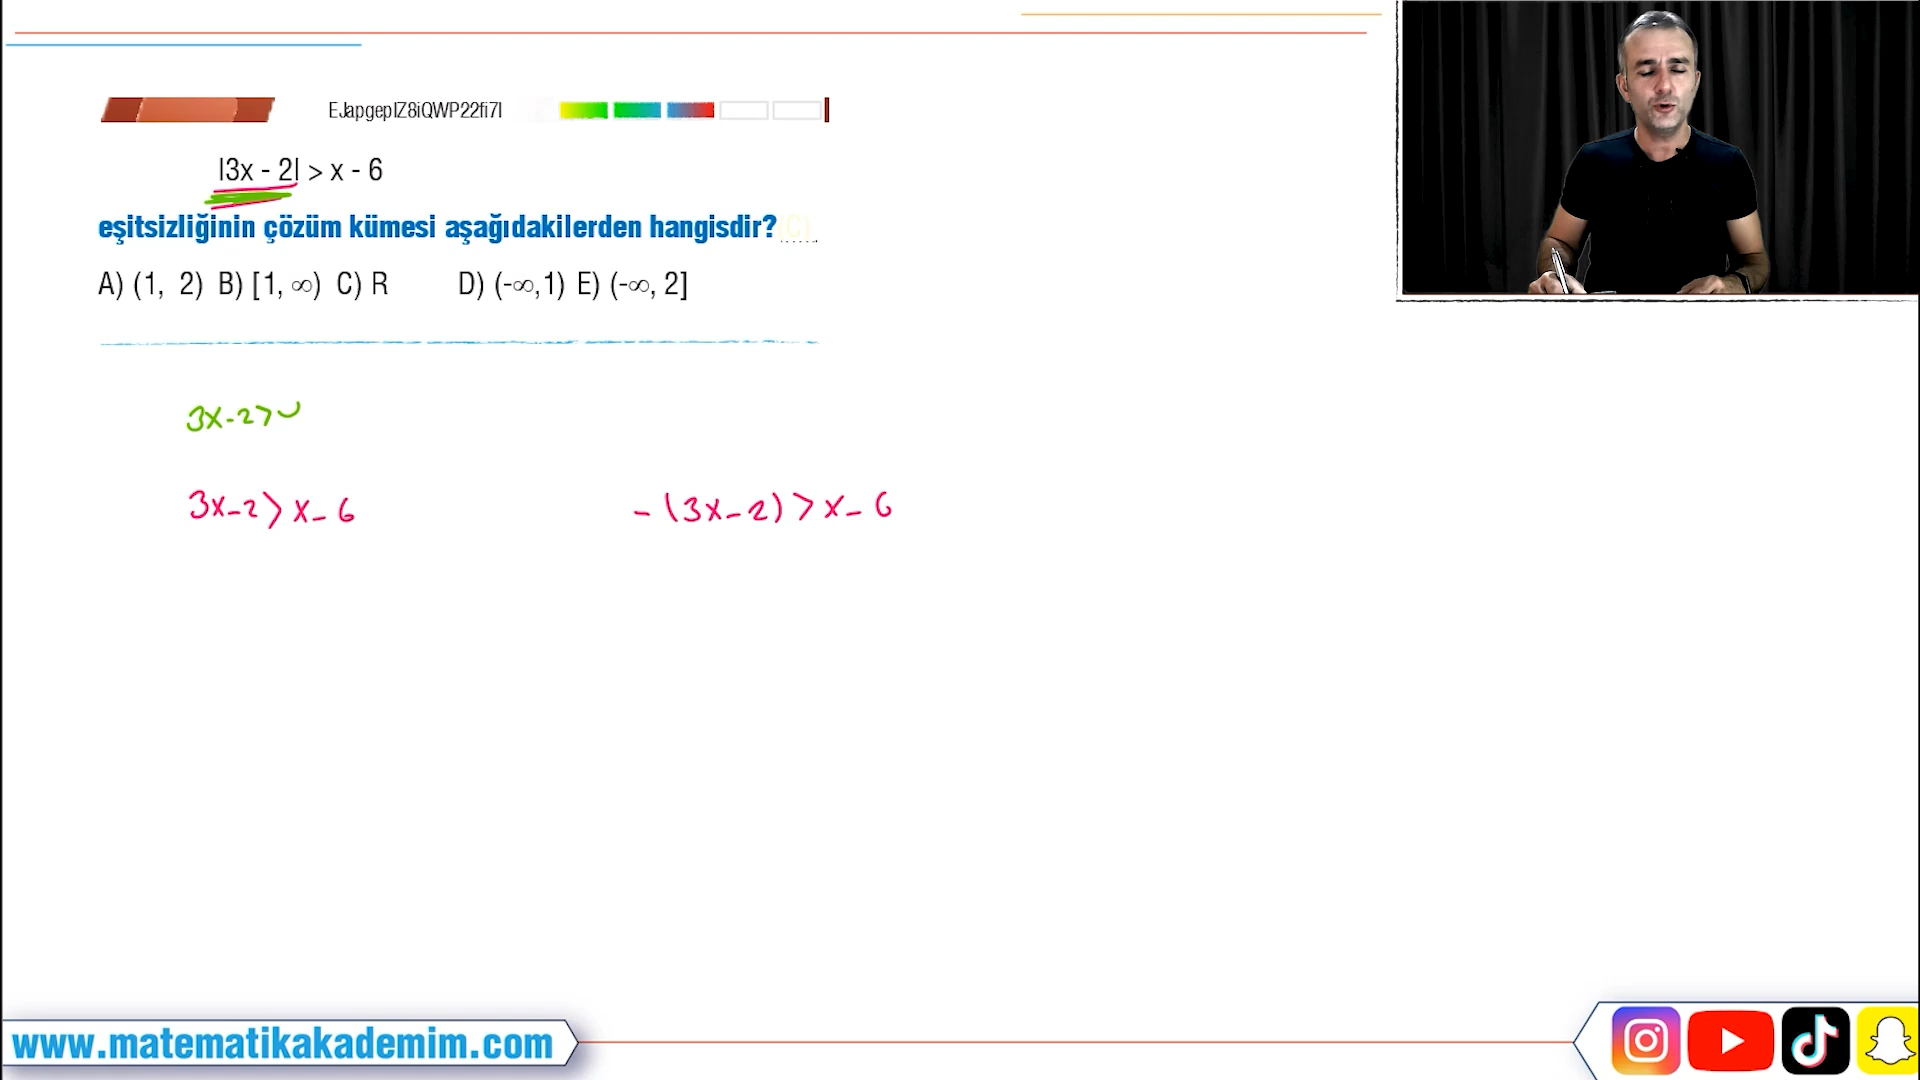 EJapgeplZ8iQWP22fi7l
|3x - 2| > x - 6
eşitsizliğinin çözüm kümesi aşağıdakilerden hangisdir? (C)
A) (1, 2) B) [1, ∞) C) R D) (-∞,1) E) (-∞, 2]
3x-2>
3x-2>x-6
-(3x-2)>x-6
www.matematikakademim.com